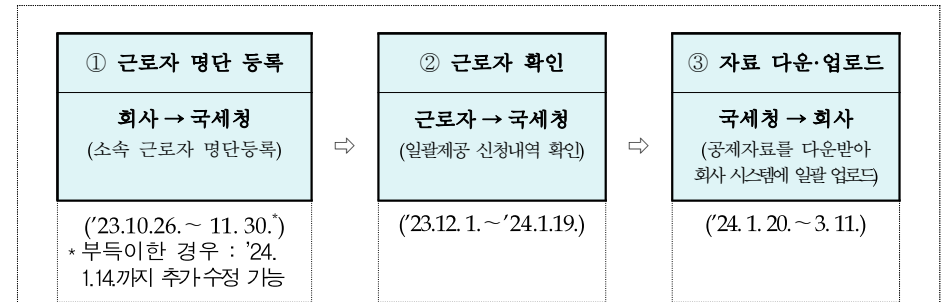 ① 근로자 명단 등록
회사 → 국세청
(소속 근로자 명단등록)
('23.10.26.～ 11. 30.*)
* 부득이한 경우 : '24.
1.14.까지 추가·수정 가능
⇨
② 근로자 확인
근로자 → 국세청
(일괄제공 신청내역 확인)
('23.12. 1.～'24.1.19.)
⇨
③ 자료 다운·업로드
국세청 → 회사
(공제자료를 다운받아
회사 시스템에 일괄 업로드)
('24. 1. 20.～ 3. 11.)